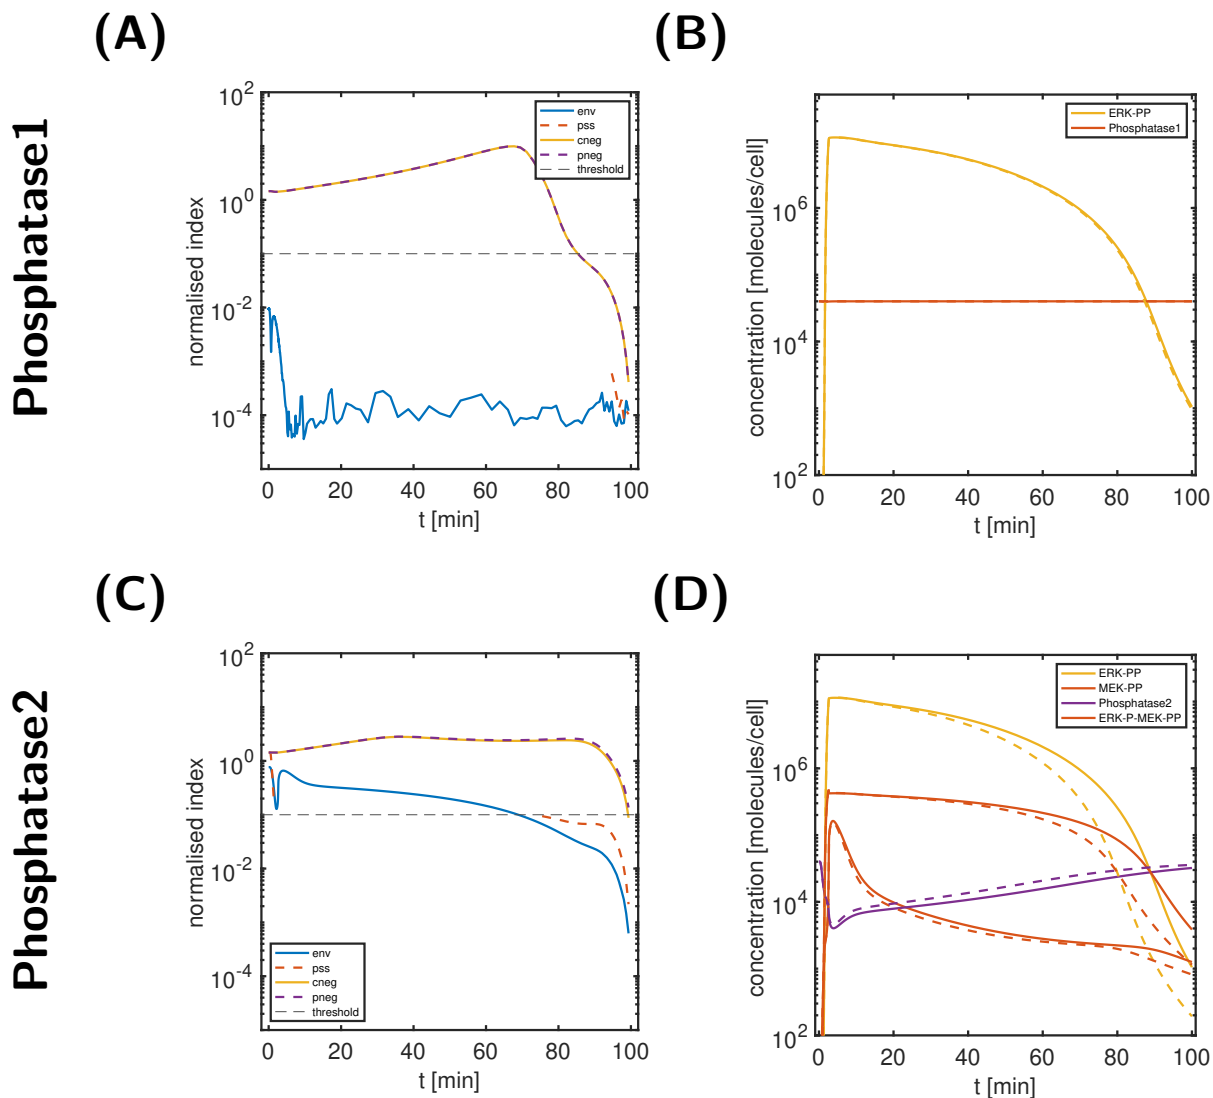 (A)
(B)
Phosphatase1
10^2
10^0
10^-2
10^-4
normalised index
env
pss
cneg
pneg
threshold
0 20 40 60 80 100
t [min]
10^6
10^4
10^2
concentration [molecules/cell]
ERK-PP
Phosphatase1
0 20 40 60 80 100
t [min]
(C)
(D)
Phosphatase2
10^2
10^0
10^-2
10^-4
normalised index
env
pss
cneg
pneg
threshold
0 20 40 60 80 100
t [min]
10^6
10^4
10^2
concentration [molecules/cell]
ERK-PP
MEK-PP
Phosphatase2
ERK-P-MEK-PP
0 20 40 60 80 100
t [min]